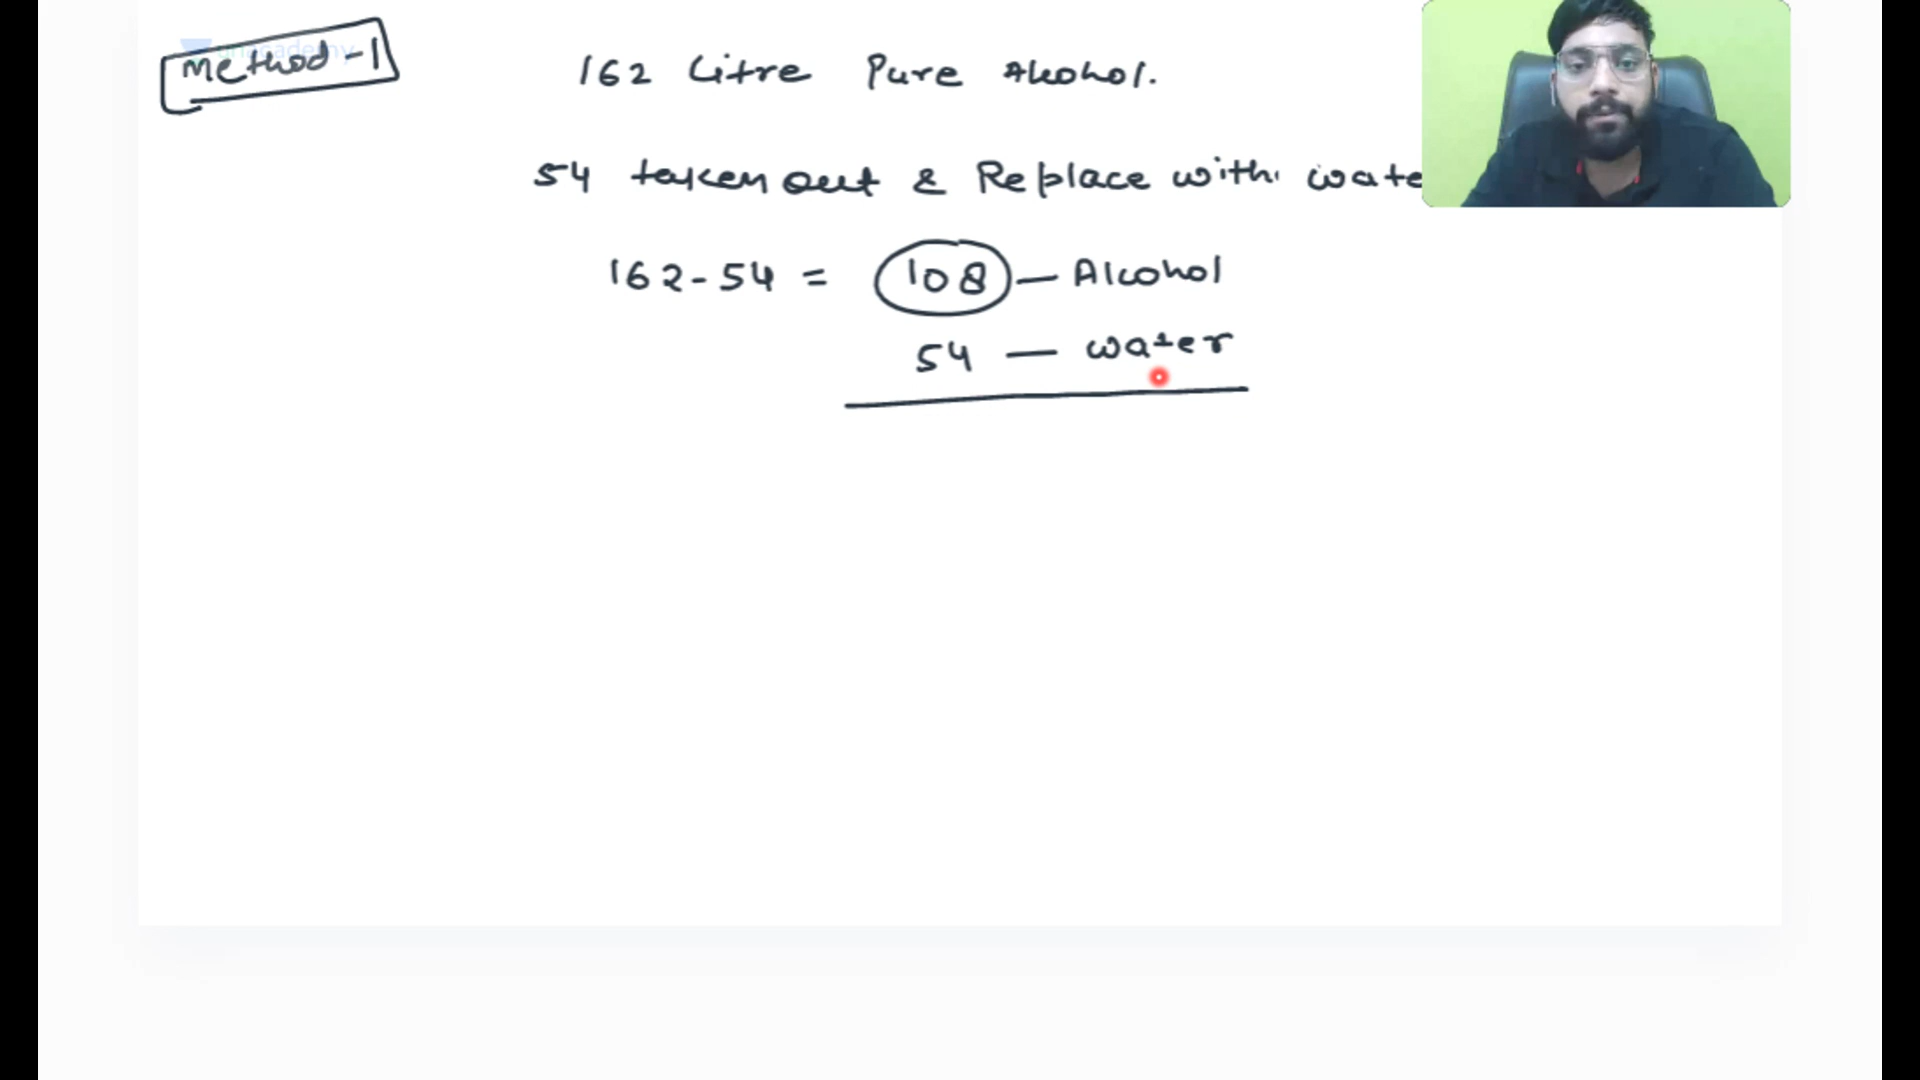 Method-1
162 Litre Pure Alcohol.
54 taken out & Replace with wate
162-54 = 108 — Alcohol
54 — water